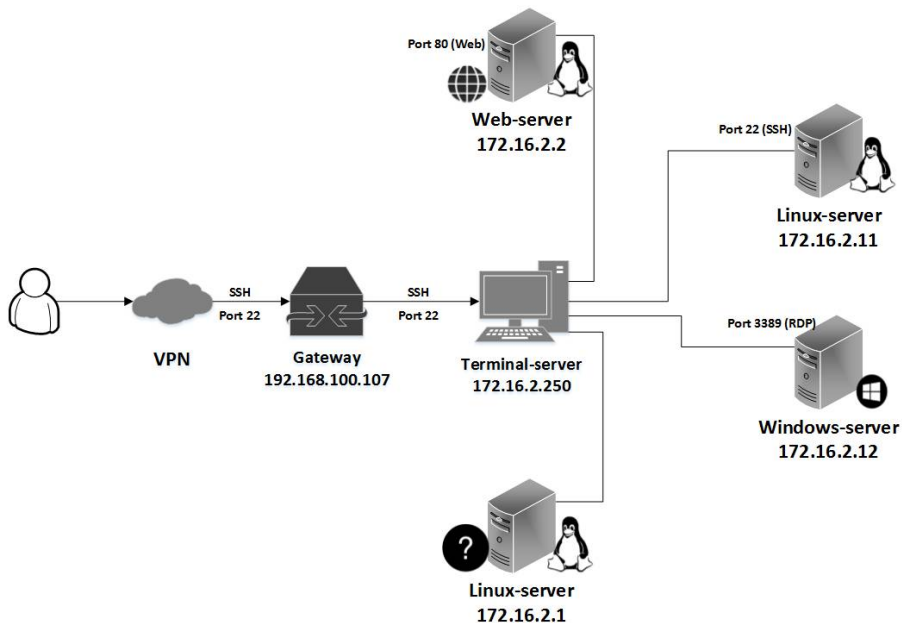 Port 80 (Web)
Web-server
172.16.2.2
Port 22 (SSH)
Linux-server
172.16.2.11
SSH
Port 22
SSH
Port 22
VPN
Gateway
192.168.100.107
Terminal-server
172.16.2.250
Port 3389 (RDP)
Windows-server
172.16.2.12
?
Linux-server
172.16.2.1